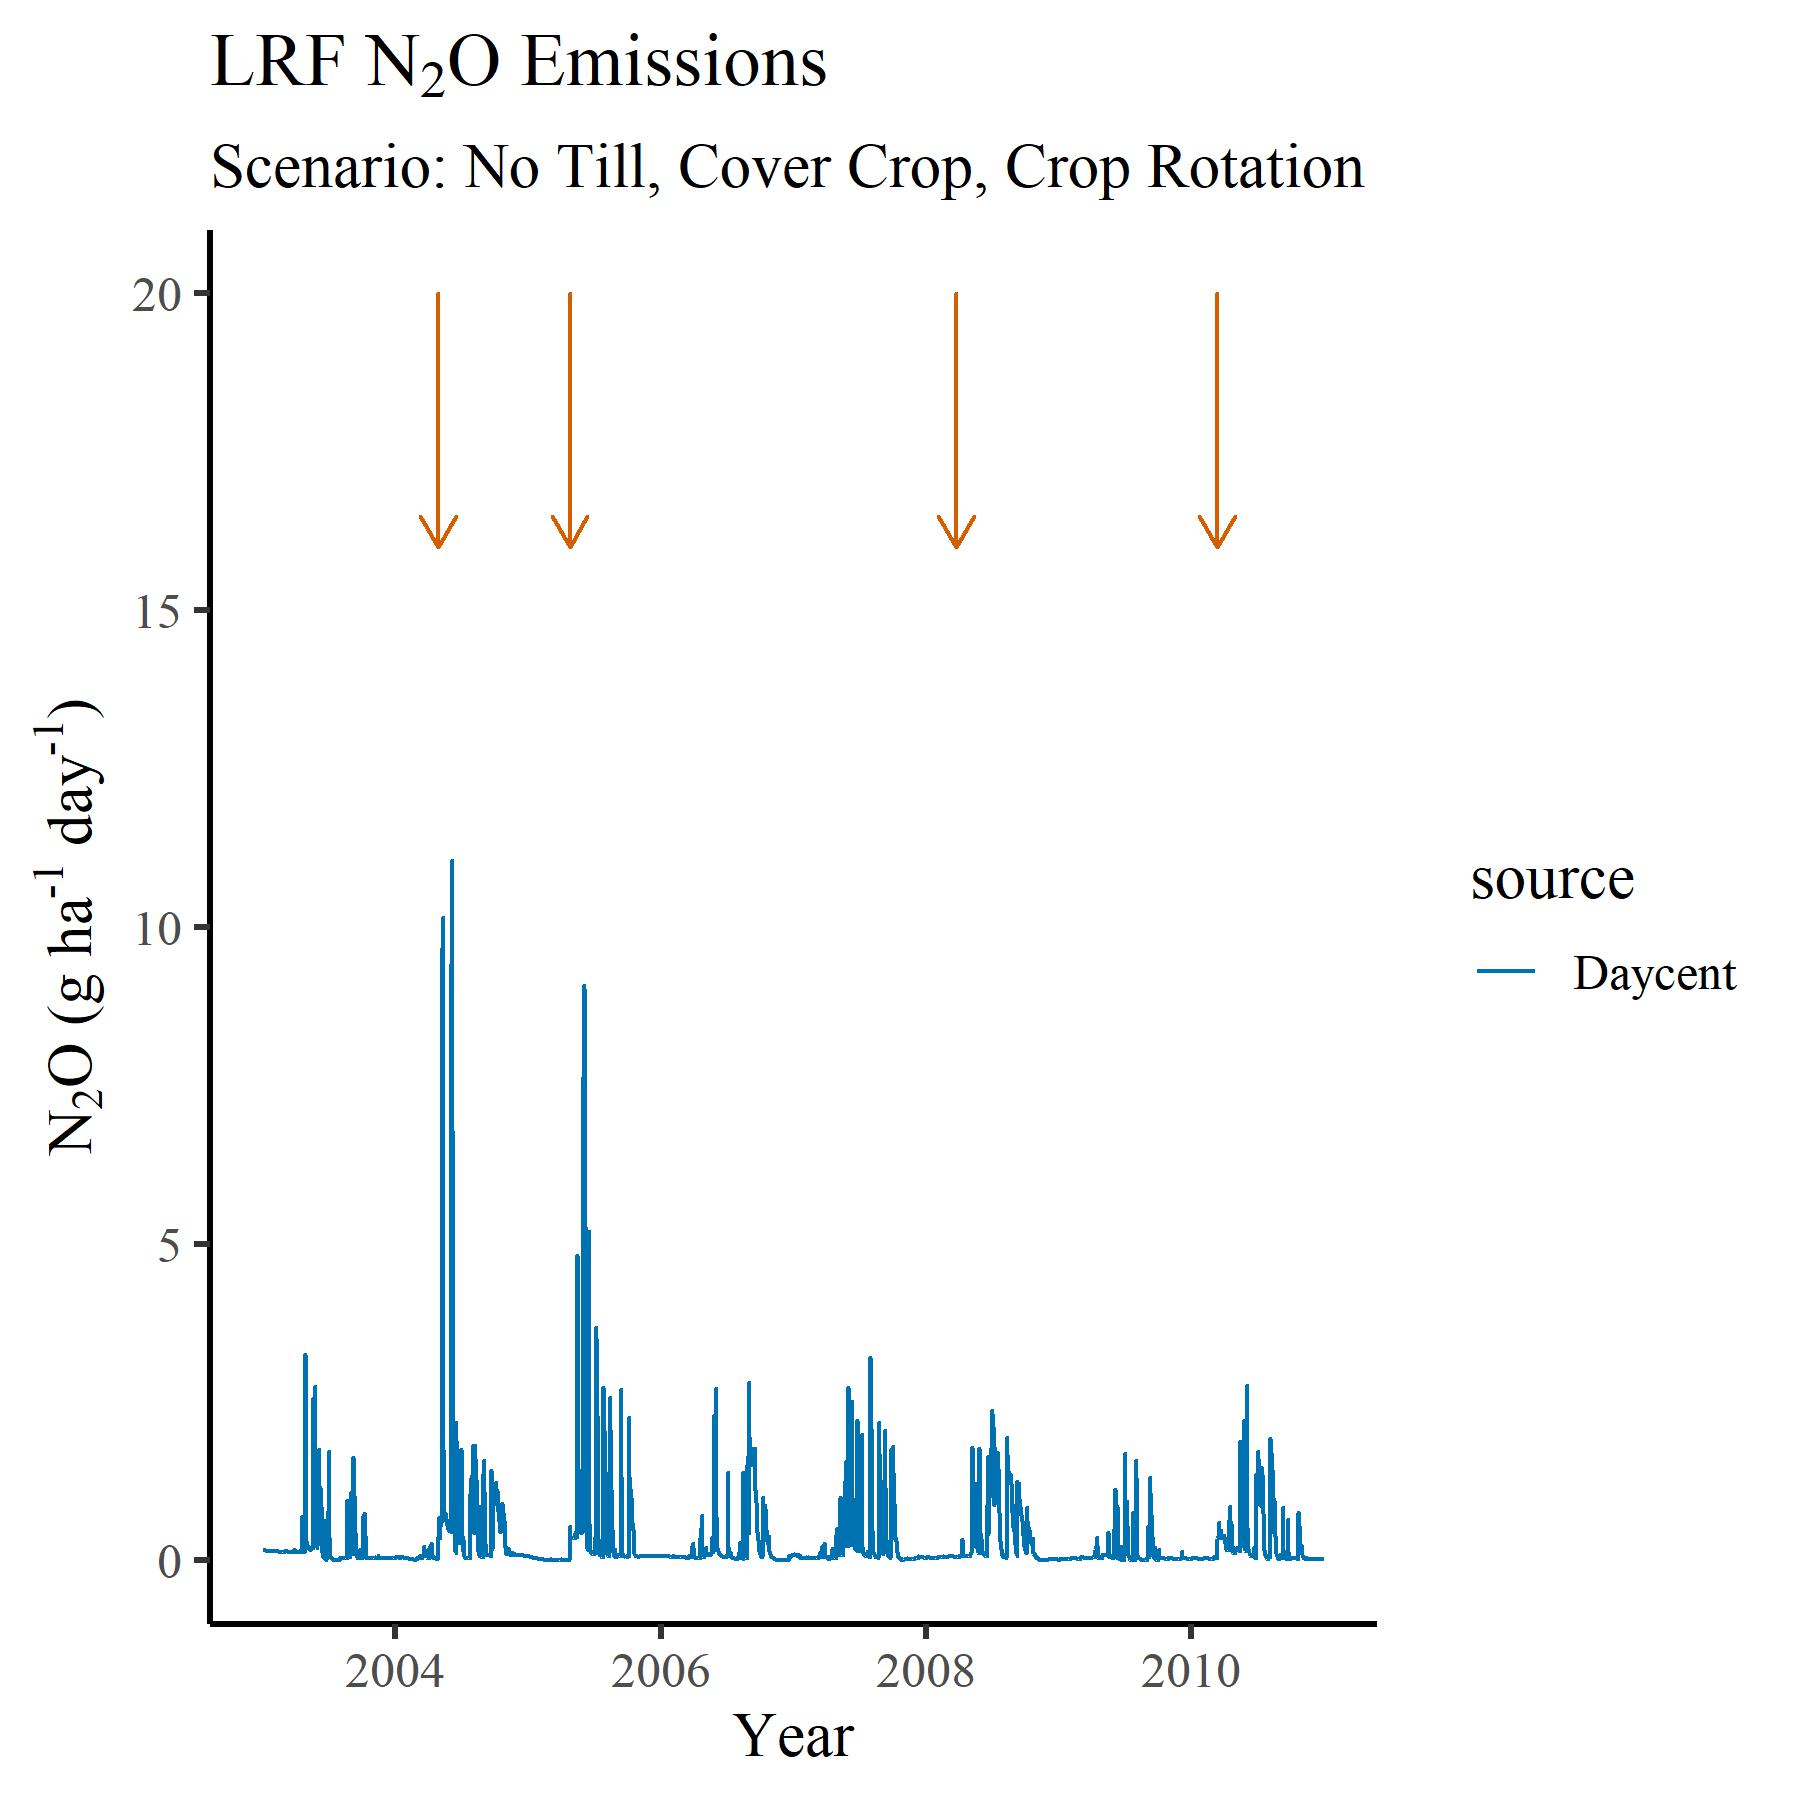 LRF N₂O Emissions
Scenario: No Till, Cover Crop, Crop Rotation
20
15
10
5
0
N₂O (g ha⁻¹ day⁻¹)
2004 2006 2008 2010
Year
source
Daycent